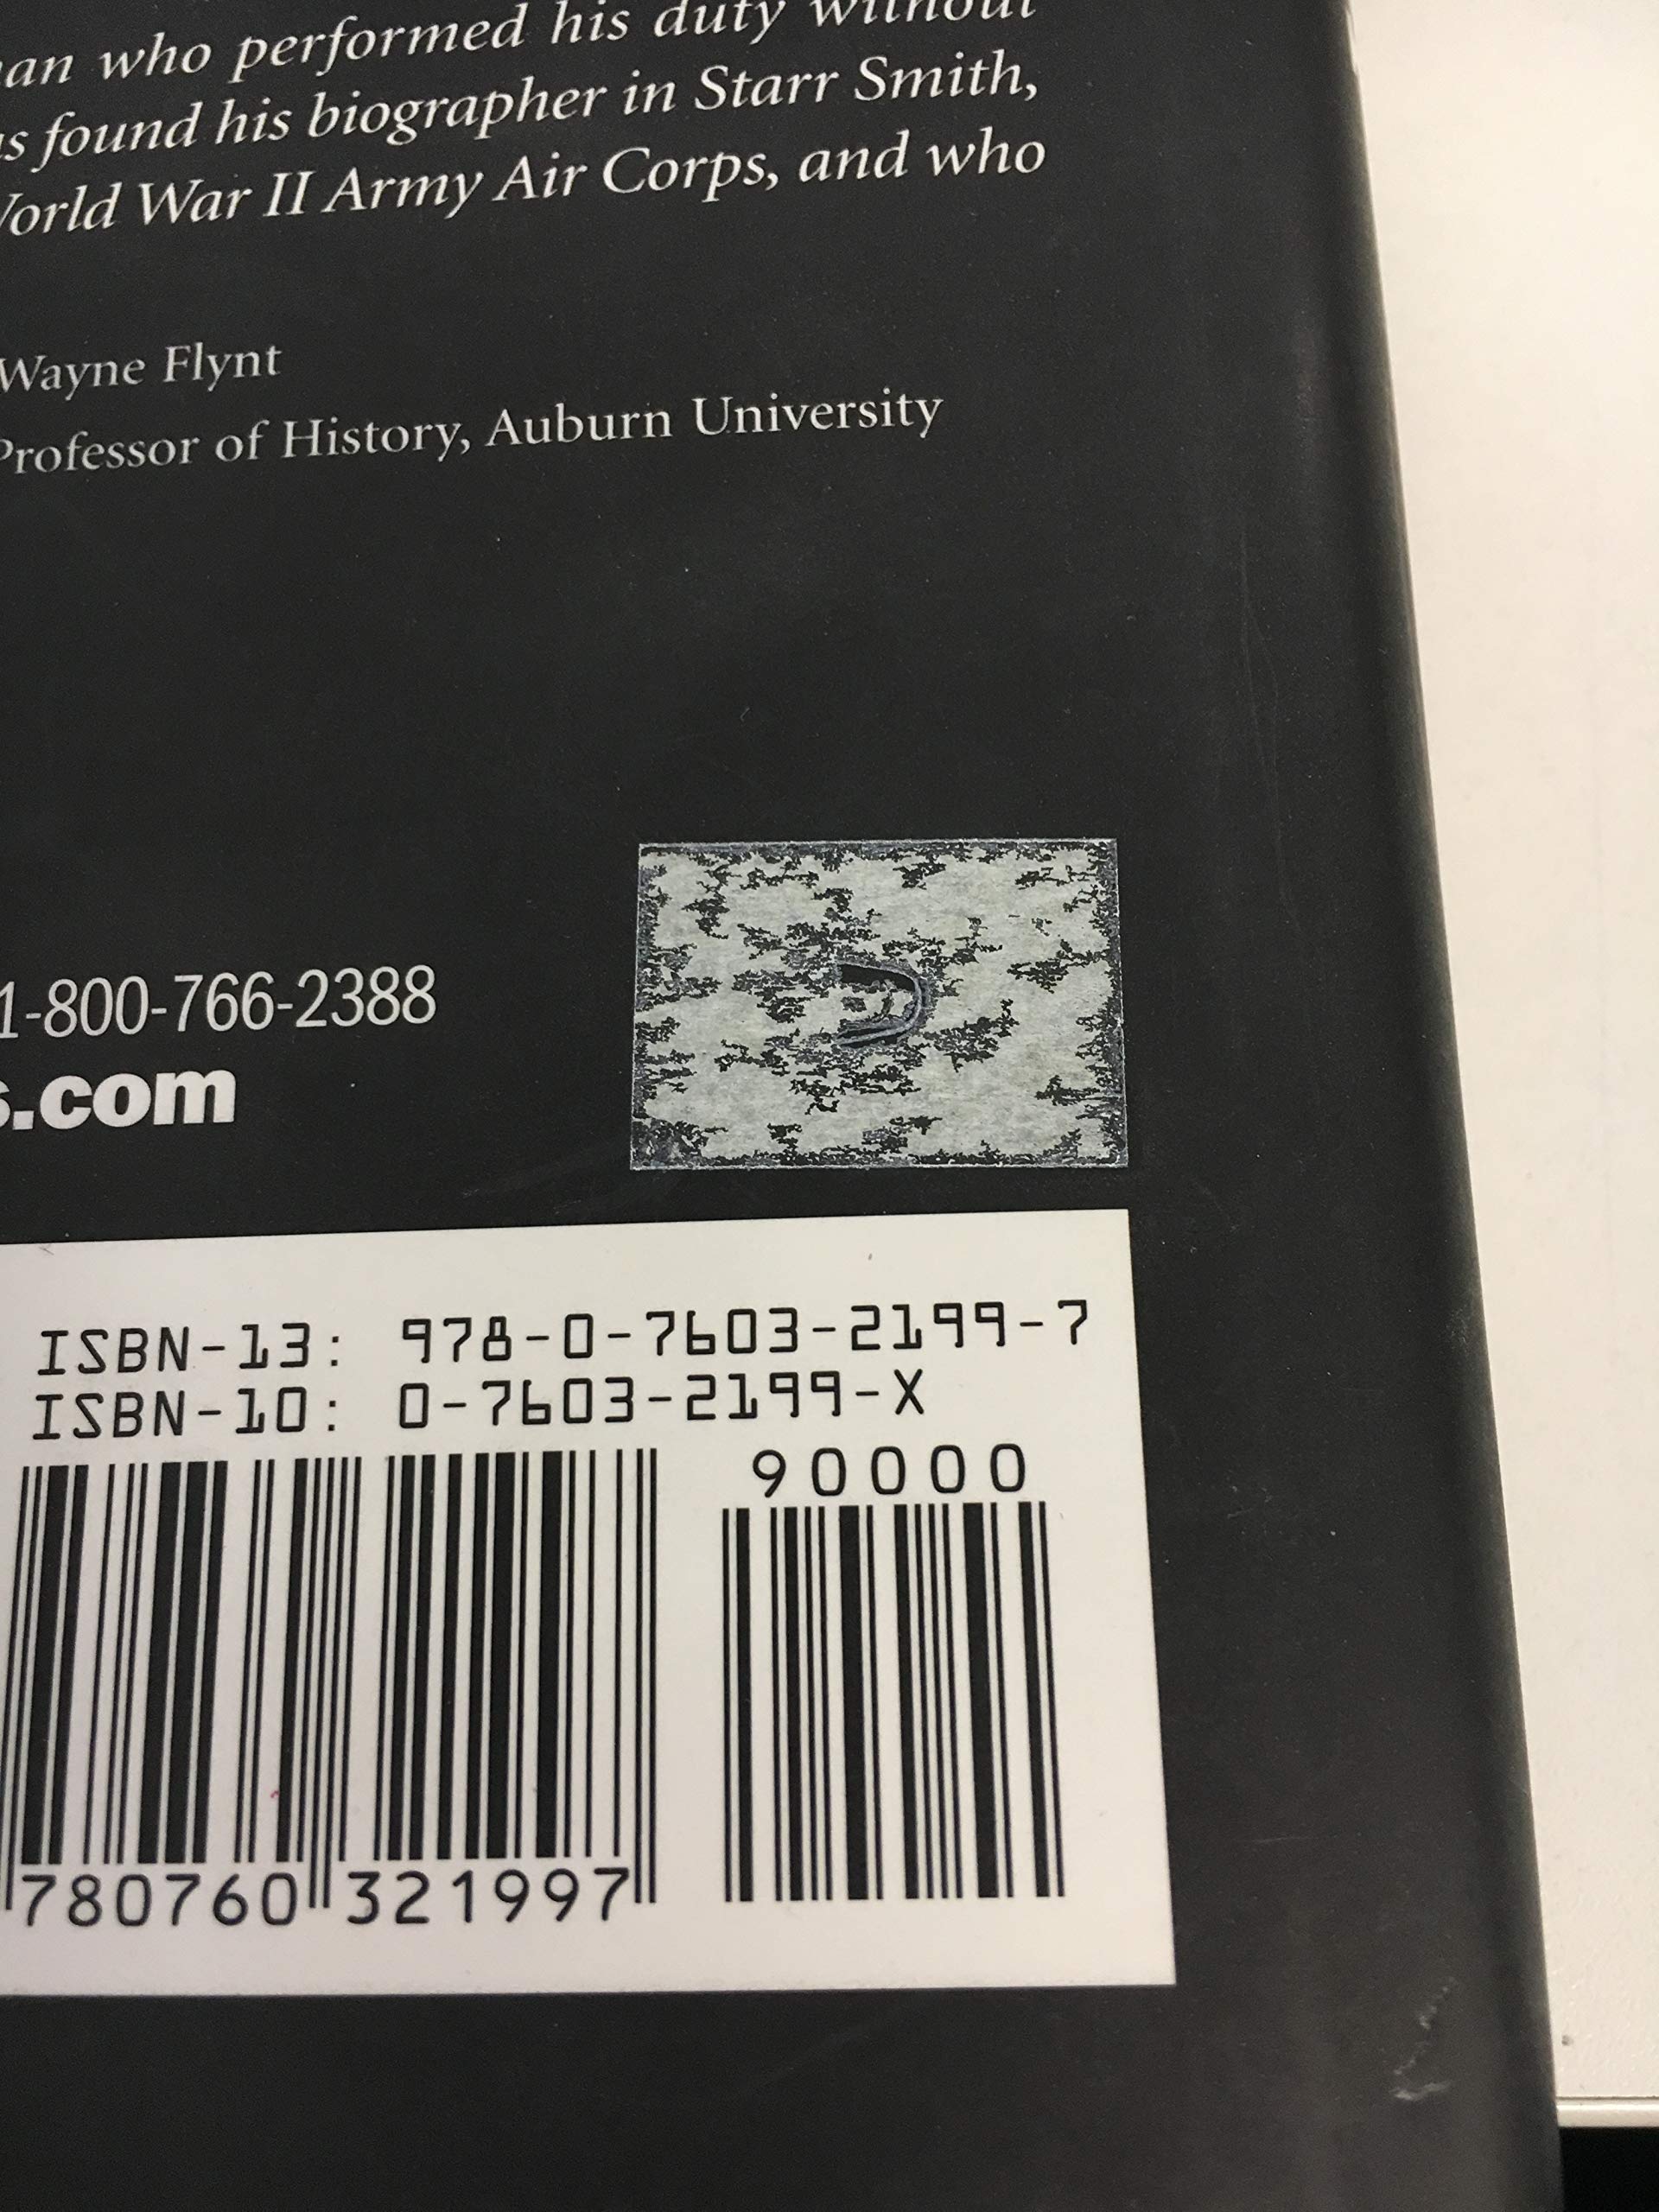 who performed his duty without
found his biographer in Starr Smith,
War II Army Air Corps, and who
Wayne Flynt
Professor of History, Auburn University
1-800-766-2388
.com
ISBN-13: 978-0-7603-2199-7
ISBN-10: 0-7603-2199-X
90000
780760 321997